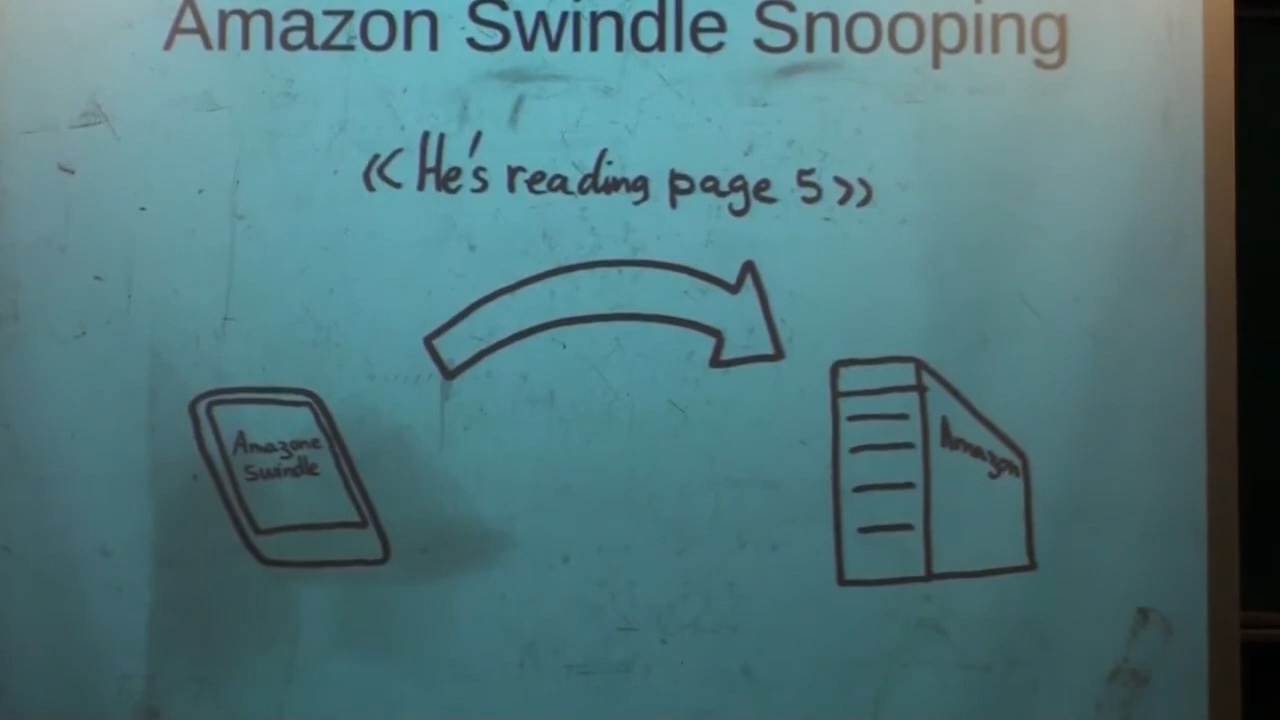 Amazon Swindle Snooping
« He's reading page 5 »
Amazone
Swindle
Amazon